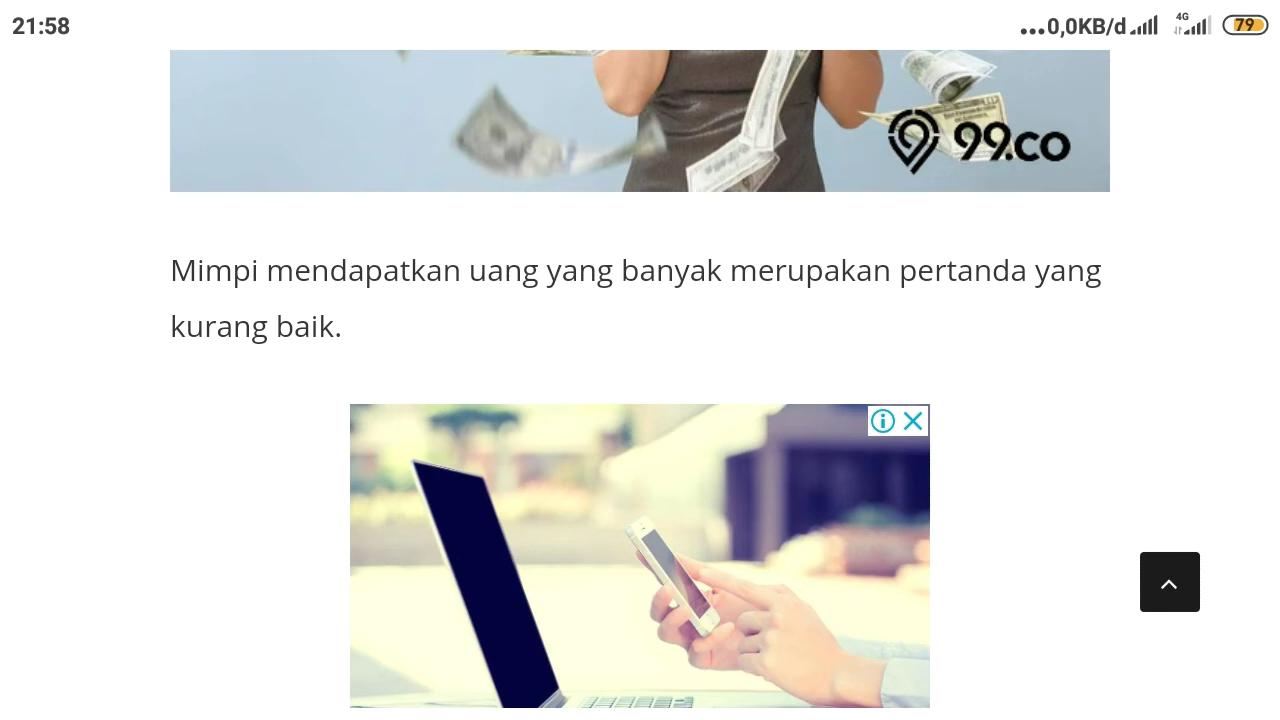 21:58
...0,0KB/d
4G
79
99.co
Mimpi mendapatkan uang yang banyak merupakan pertanda yang
kurang baik.